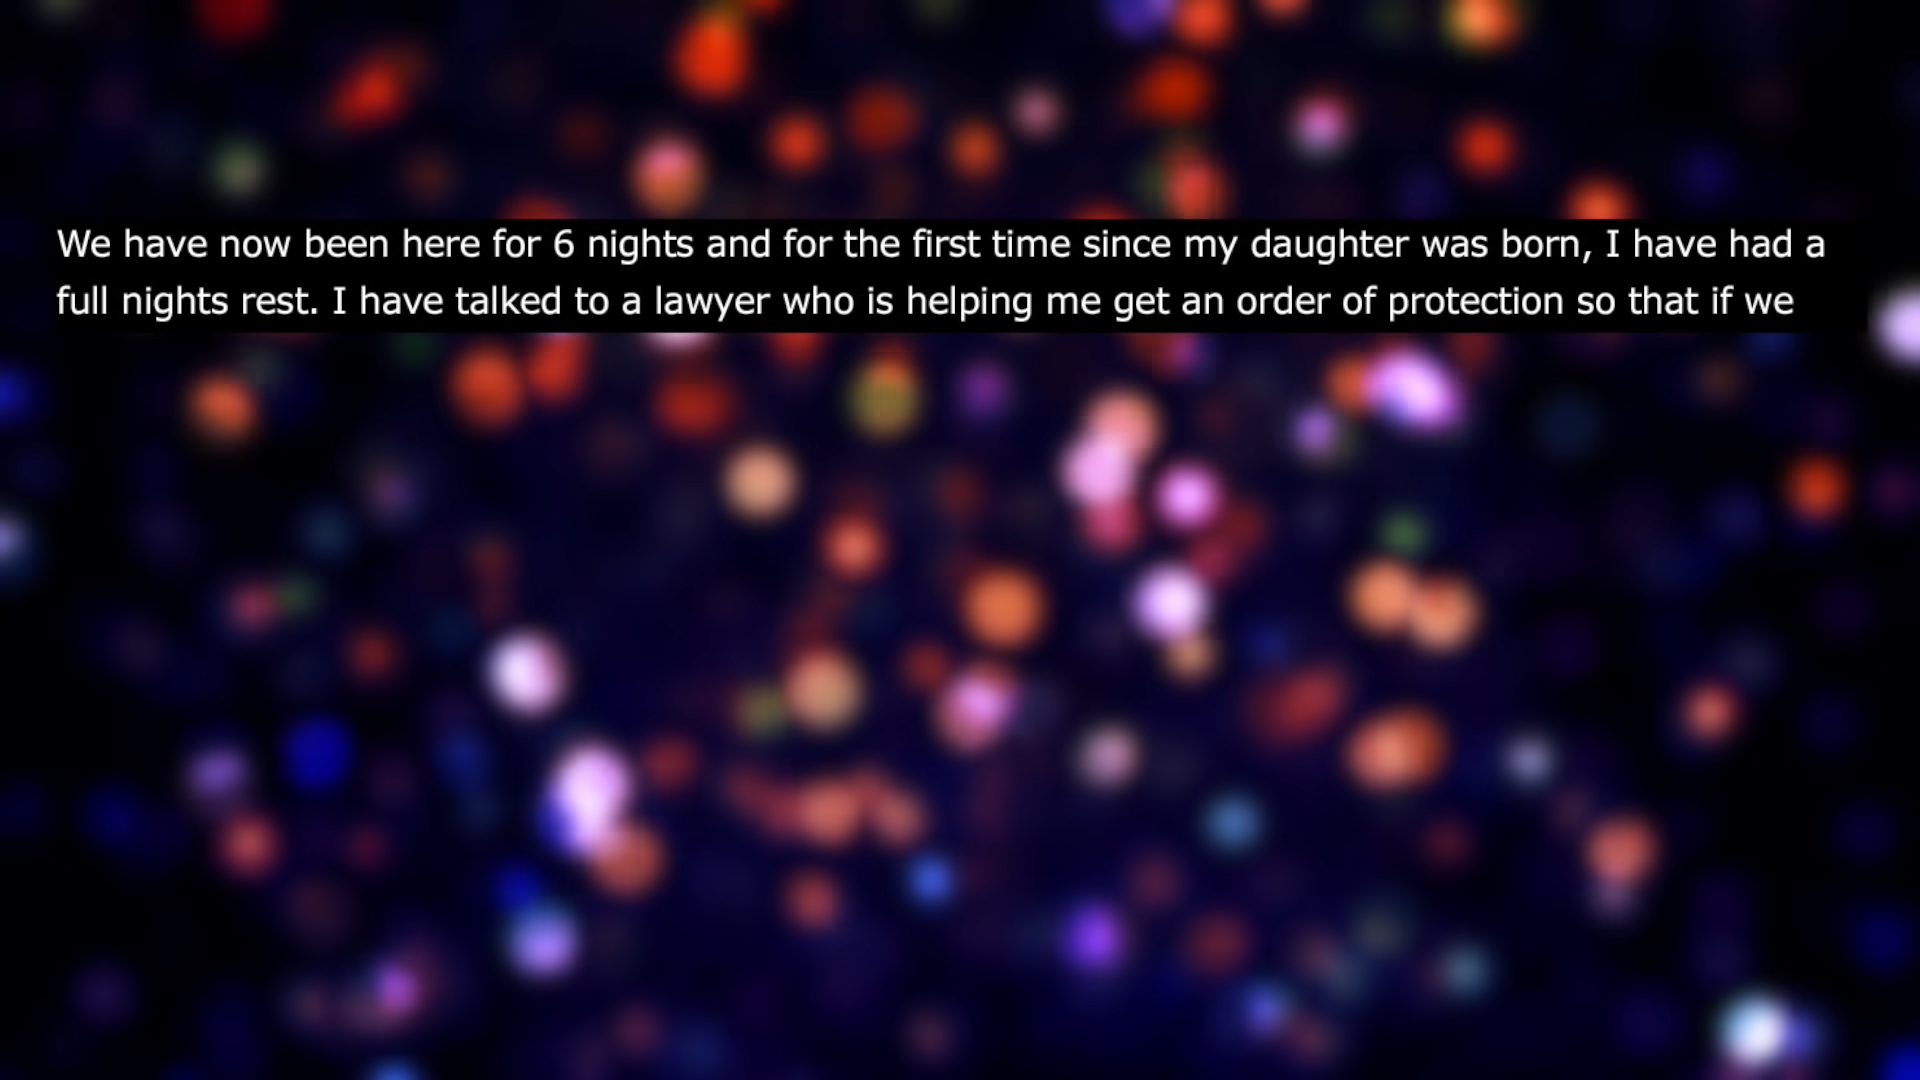 We have now been here for 6 nights and for the first time since my daughter was born, I have had a
full nights rest. I have talked to a lawyer who is helping me get an order of protection so that if we